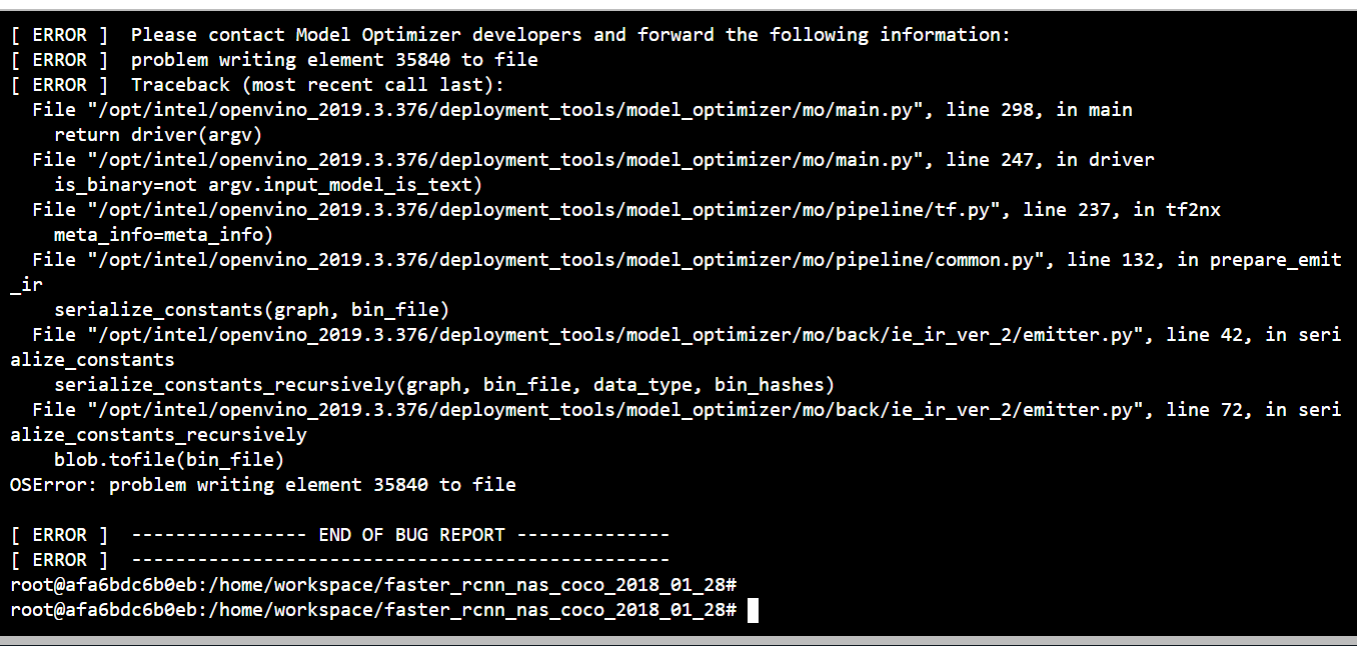 [ ERROR ]  Please contact Model Optimizer developers and forward the following information:
[ ERROR ]  problem writing element 35840 to file
[ ERROR ]  Traceback (most recent call last):
  File "/opt/intel/openvino_2019.3.376/deployment_tools/model_optimizer/mo/main.py", line 298, in main
    return driver(argv)
  File "/opt/intel/openvino_2019.3.376/deployment_tools/model_optimizer/mo/main.py", line 247, in driver
    is_binary=not argv.input_model_is_text)
  File "/opt/intel/openvino_2019.3.376/deployment_tools/model_optimizer/mo/pipeline/tf.py", line 237, in tf2nx
    meta_info=meta_info)
  File "/opt/intel/openvino_2019.3.376/deployment_tools/model_optimizer/mo/pipeline/common.py", line 132, in prepare_emit
_ir
    serialize_constants(graph, bin_file)
  File "/opt/intel/openvino_2019.3.376/deployment_tools/model_optimizer/mo/back/ie_ir_ver_2/emitter.py", line 42, in seri
alize_constants
    serialize_constants_recursively(graph, bin_file, data_type, bin_hashes)
  File "/opt/intel/openvino_2019.3.376/deployment_tools/model_optimizer/mo/back/ie_ir_ver_2/emitter.py", line 72, in seri
alize_constants_recursively
    blob.tofile(bin_file)
OSError: problem writing element 35840 to file
[ ERROR ]  ---------------- END OF BUG REPORT --------------
[ ERROR ]  -------------------------------------------------
root@afa6bdc6b0eb:/home/workspace/faster_rcnn_nas_coco_2018_01_28#
root@afa6bdc6b0eb:/home/workspace/faster_rcnn_nas_coco_2018_01_28#